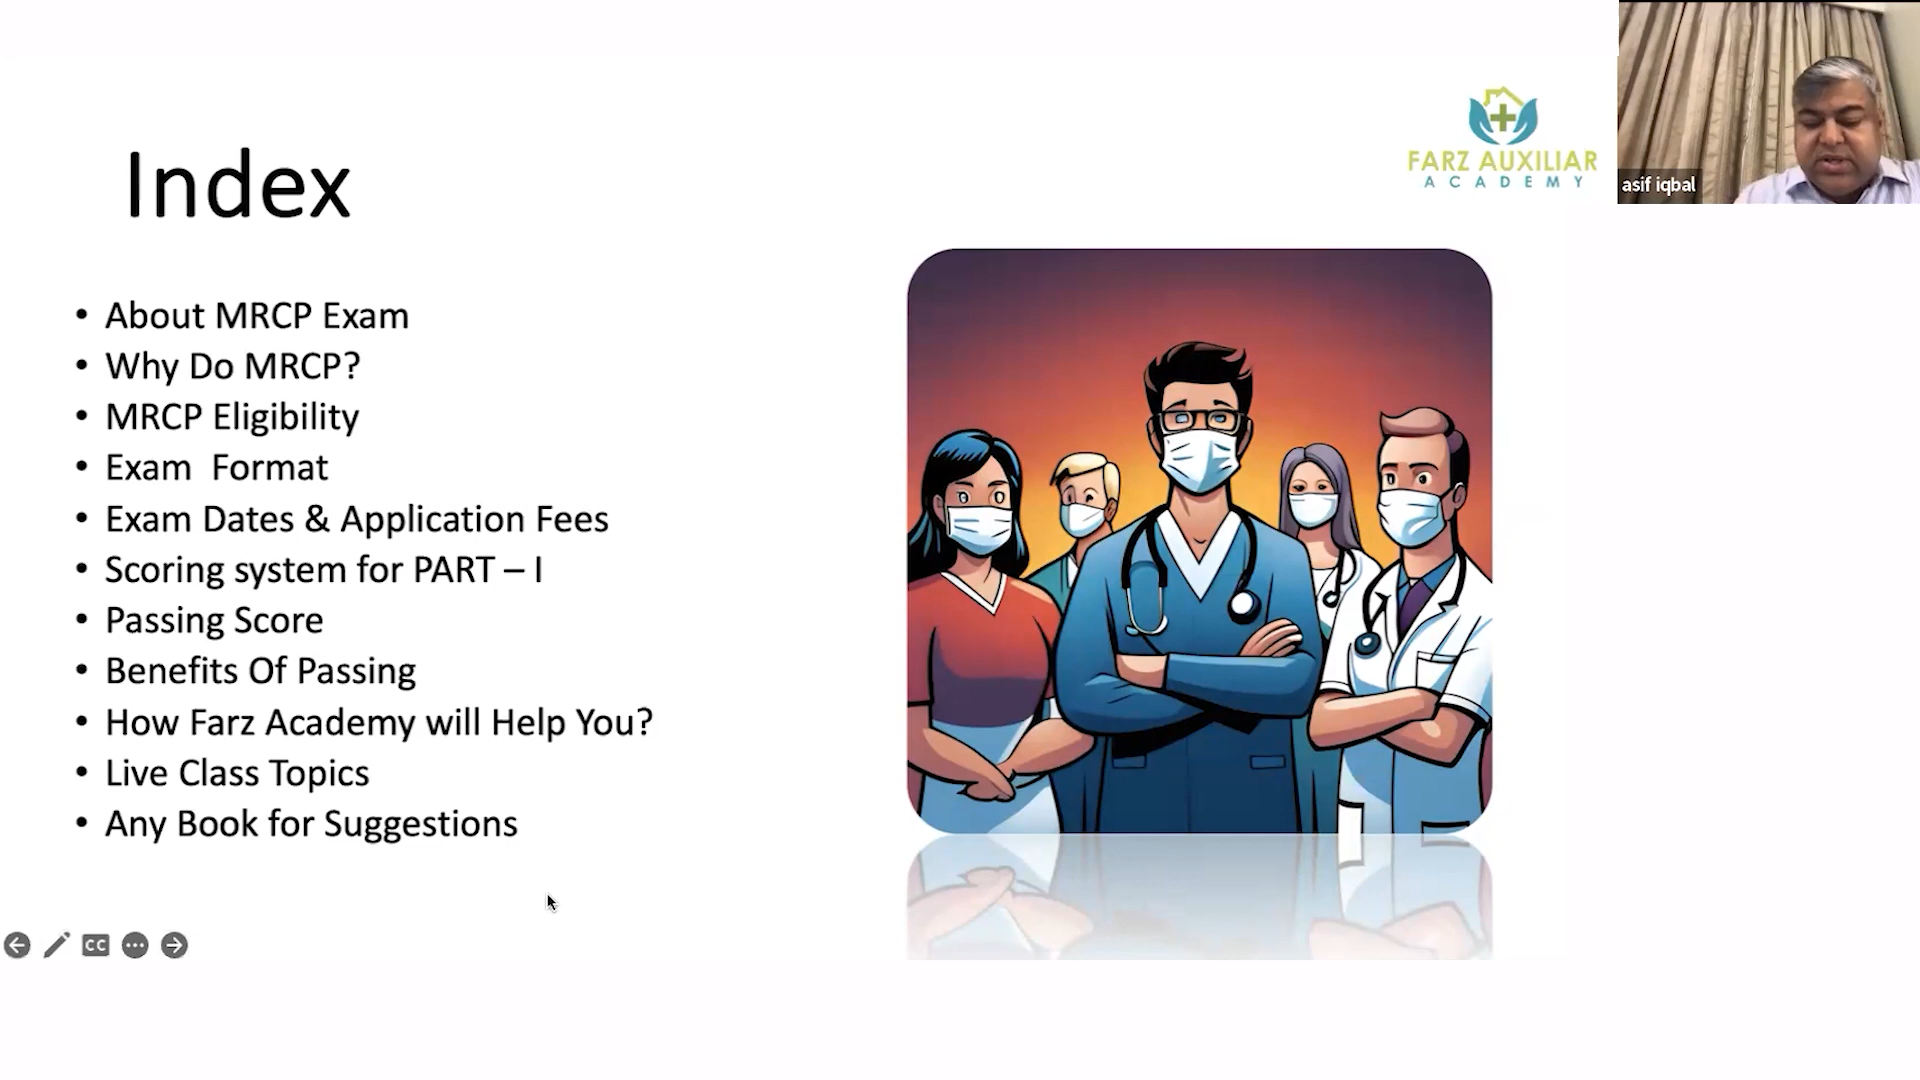 Index
• About MRCP Exam
• Why Do MRCP?
• MRCP Eligibility
• Exam  Format
• Exam Dates & Application Fees
• Scoring system for PART – I
• Passing Score
• Benefits Of Passing
• How Farz Academy will Help You?
• Live Class Topics
• Any Book for Suggestions
FARZ AUXILIAR
ACADEMY
asif iqbal
CC